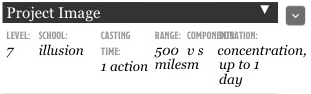 Project Image ▼
LEVEL: SCHOOL: CASTING TIME: RANGE: COMPONENTS: DURATION:
7 illusion 1 action 500 miles v s m concentration, up to 1 day